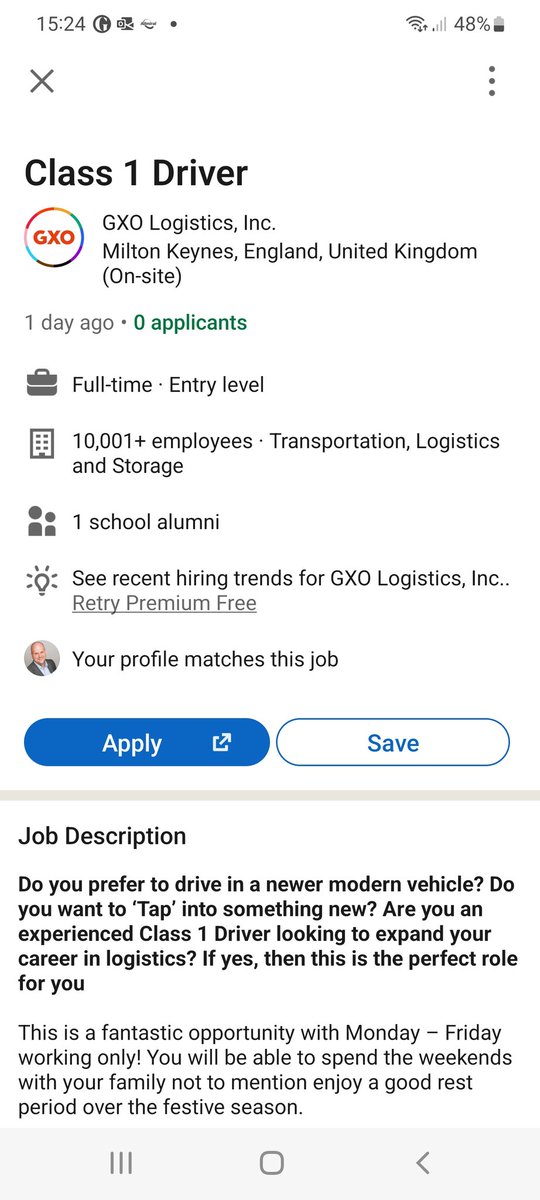 15:24 48%
Class 1 Driver
GXO
GXO Logistics, Inc.
Milton Keynes, England, United Kingdom
(On-site)
1 day ago • 0 applicants
Full-time · Entry level
10,001+ employees · Transportation, Logistics
and Storage
1 school alumni
See recent hiring trends for GXO Logistics, Inc..
Retry Premium Free
Your profile matches this job
Apply
Save
Job Description
Do you prefer to drive in a newer modern vehicle? Do
you want to ‘Tap’ into something new? Are you an
experienced Class 1 Driver looking to expand your
career in logistics? If yes, then this is the perfect role
for you
This is a fantastic opportunity with Monday – Friday
working only! You will be able to spend the weekends
with your family not to mention enjoy a good rest
period over the festive season.